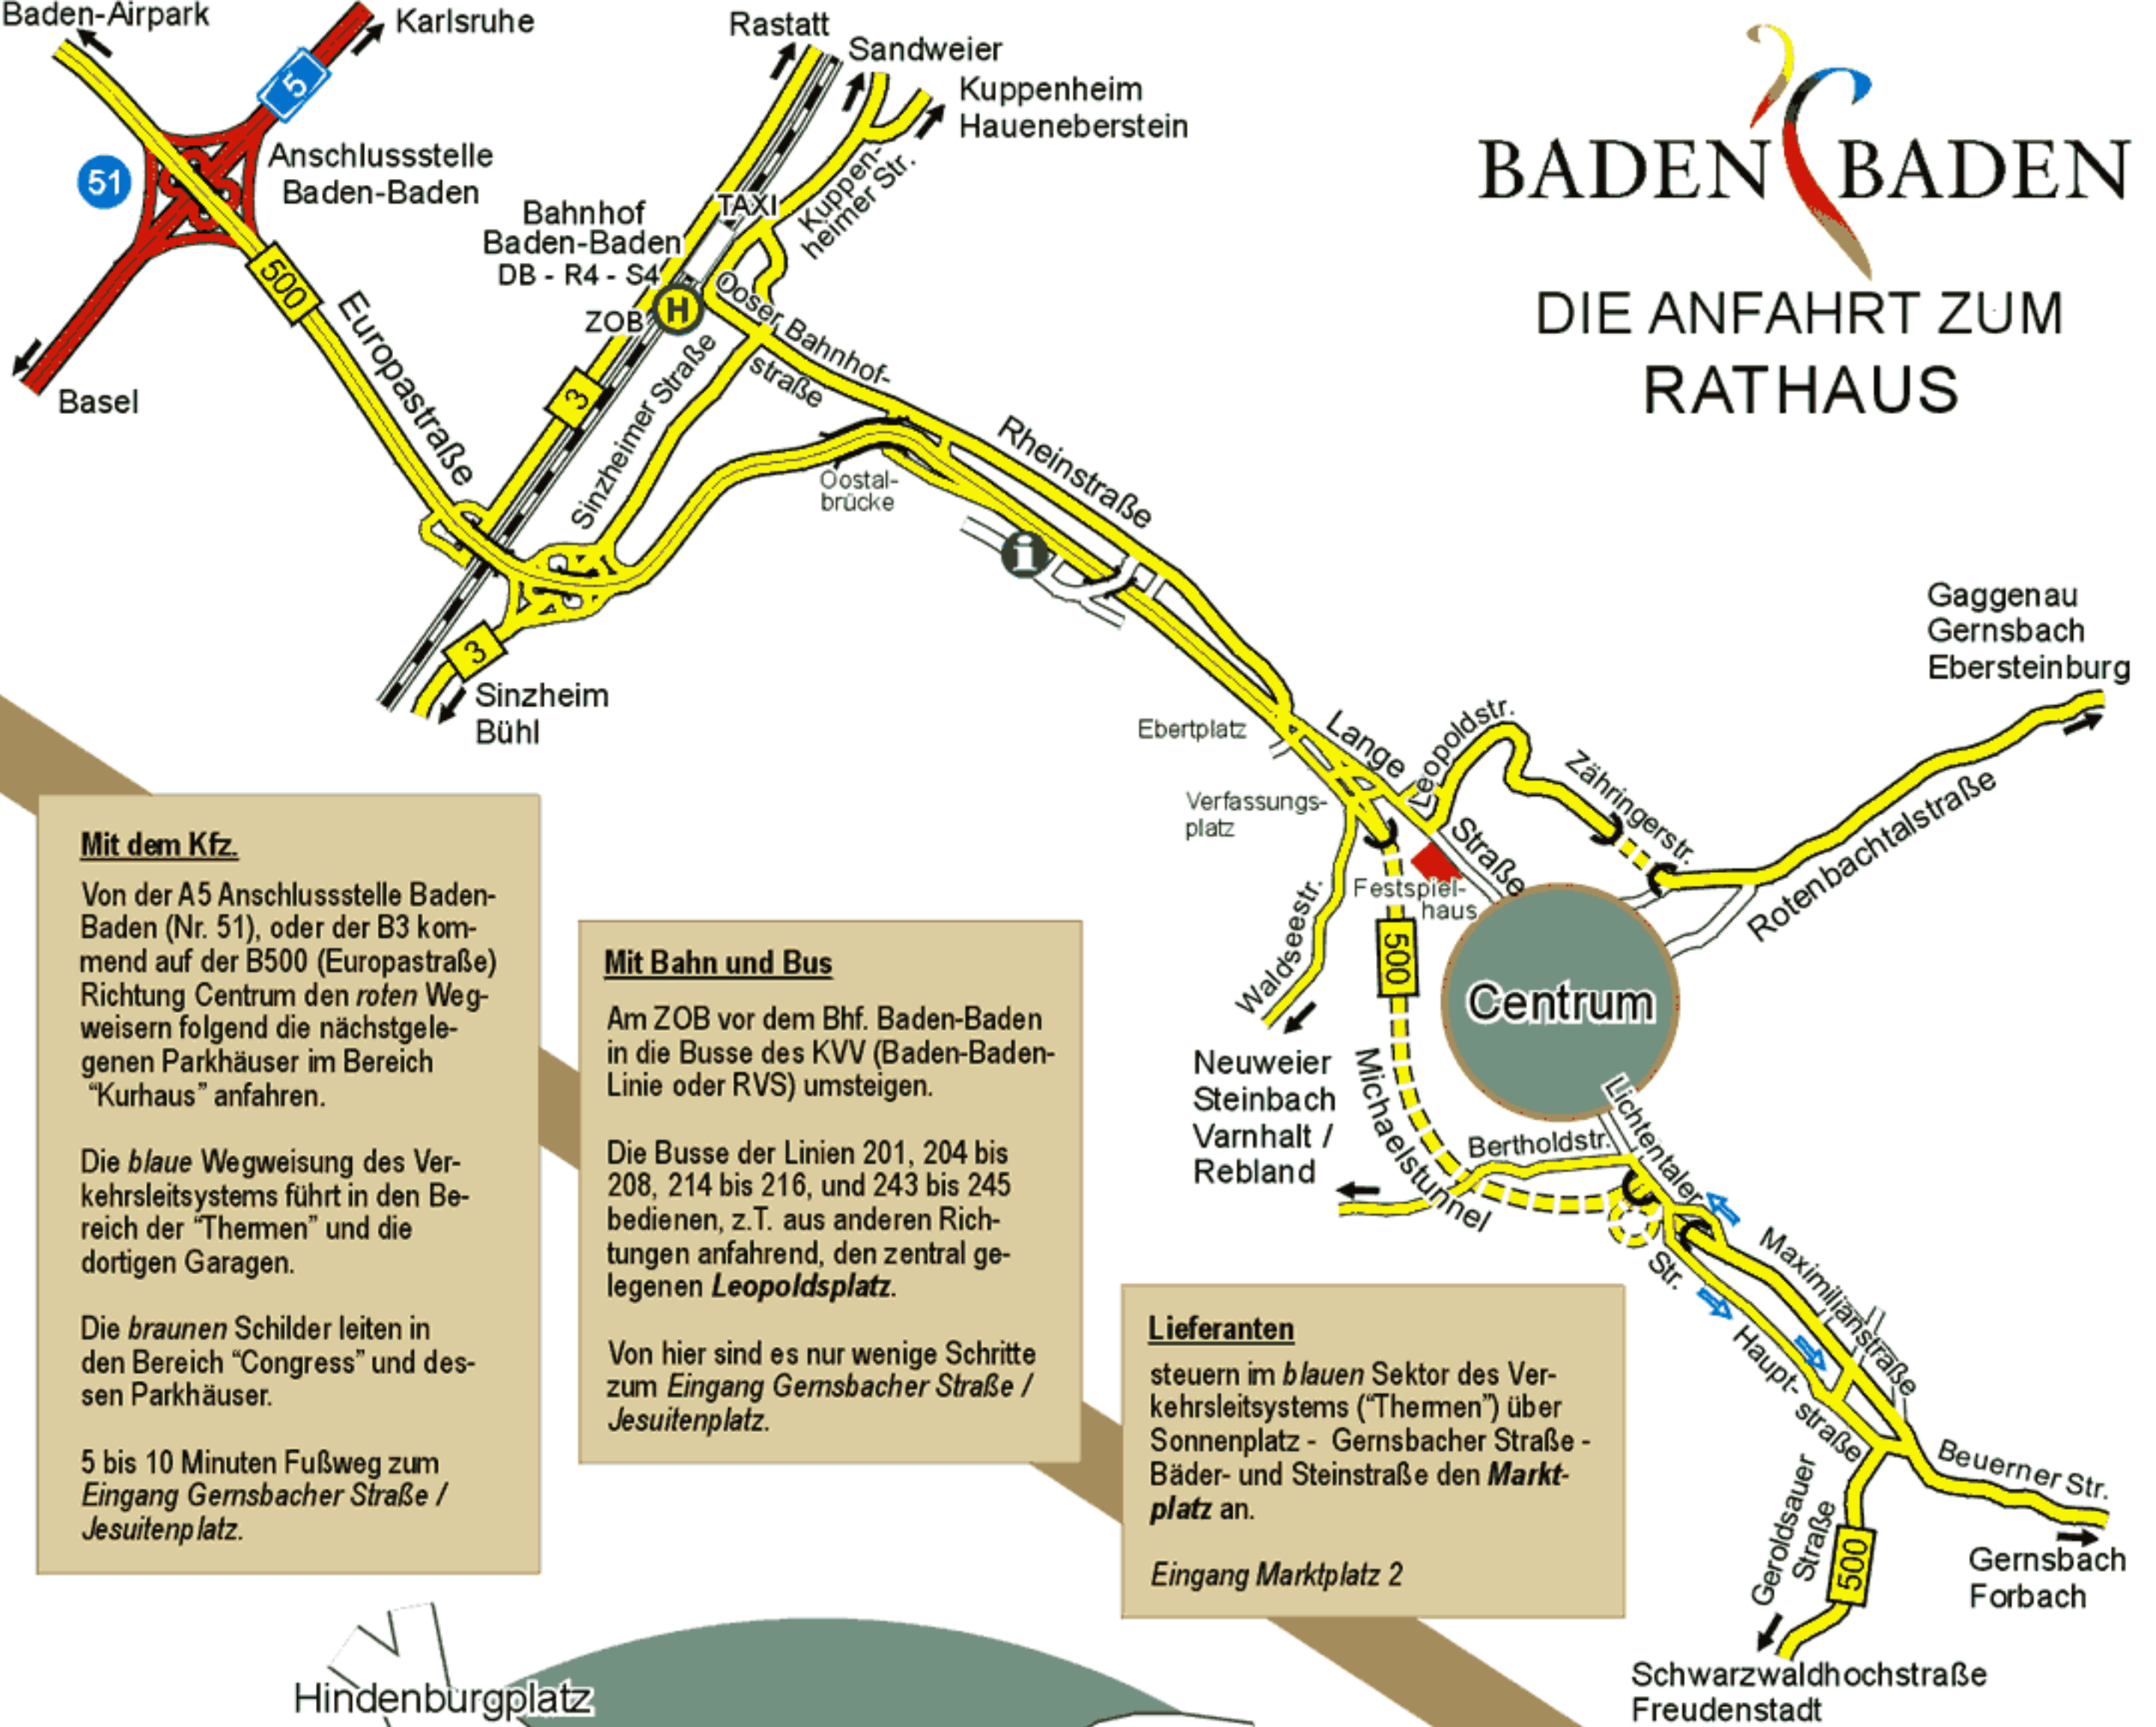 Baden-Airpark
Karlsruhe
5
51
Anschlussstelle
Baden-Baden
Basel
500
Europastraße
Rastatt
Sandweier
Kuppenheim
Haueneberstein
TAXI
Kuppen-
heimer Str.
Bahnhof
Baden-Baden
DB - R4 - S4
ZOB
H
Ooser Bahnhof-
straße
3
Sinzheimer Straße
Rheinstraße
Oostal-
brücke
i
3
Sinzheim
Bühl
BADEN BADEN
DIE ANFAHRT ZUM
RATHAUS
Gaggenau
Gernsbach
Ebersteinburg
Ebertplatz
Lange
Straße
Leopoldstr.
Zähringerstr.
Rotenbachtalstraße
Verfassungs-
platz
Festspiel-
haus
Waldseestr.
500
Centrum
Neuweier
Steinbach
Varnhalt /
Rebland
Michaelstunnel
Bertholdstr.
Lichtentaler
Str.
Maximilianstraße
Haupt-
straße
Beuerner Str.
Geroldsauer
Straße
500
Gernsbach
Forbach
Schwarzwaldhochstraße
Freudenstadt
Mit dem Kfz.
Von der A5 Anschlussstelle Baden-
Baden (Nr. 51), oder der B3 kom-
mend auf der B500 (Europastraße)
Richtung Centrum den roten Weg-
weisern folgend die nächstgele-
genen Parkhäuser im Bereich
“Kurhaus” anfahren.
Die blaue Wegweisung des Ver-
kehrsleitsystems führt in den Be-
reich der “Thermen” und die
dortigen Garagen.
Die braunen Schilder leiten in
den Bereich “Congress” und des-
sen Parkhäuser.
5 bis 10 Minuten Fußweg zum
Eingang Gernsbacher Straße /
Jesuitenplatz.
Mit Bahn und Bus
Am ZOB vor dem Bhf. Baden-Baden
in die Busse des KVV (Baden-Baden-
Linie oder RVS) umsteigen.
Die Busse der Linien 201, 204 bis
208, 214 bis 216, und 243 bis 245
bedienen, z.T. aus anderen Rich-
tungen anfahrend, den zentral ge-
legenen Leopoldsplatz.
Von hier sind es nur wenige Schritte
zum Eingang Gernsbacher Straße /
Jesuitenplatz.
Lieferanten
steuern im blauen Sektor des Ver-
kehrsleitsystems (“Thermen”) über
Sonnenplatz - Gernsbacher Straße -
Bäder- und Steinstraße den Markt-
platz an.
Eingang Marktplatz 2
Hindenburgplatz